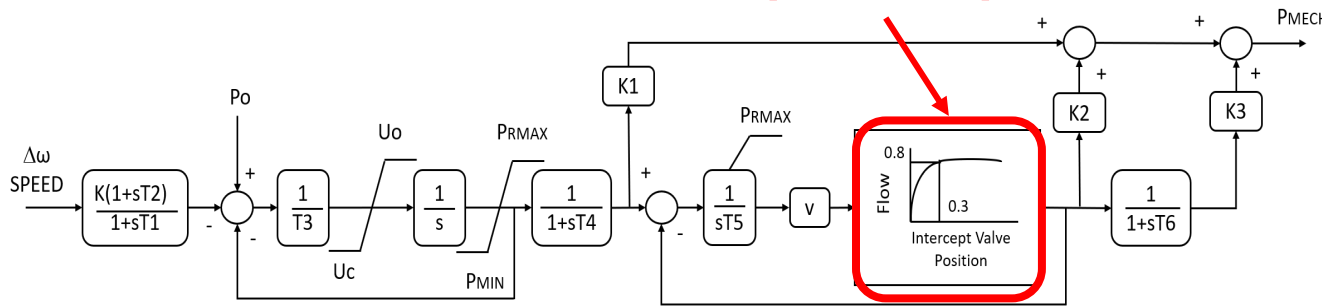 PMECH
K1
K2
K3
Po
Uo
PRMAX
PRMAX
Δω
SPEED
K(1+sT2)
1+sT1
1
T3
1
s
1
1+sT4
1
sT5
v
0.8
Flow
0.3
Intercept Valve
Position
1
1+sT6
Uc
PMIN
+
+
+
+
+
+
-
-
-